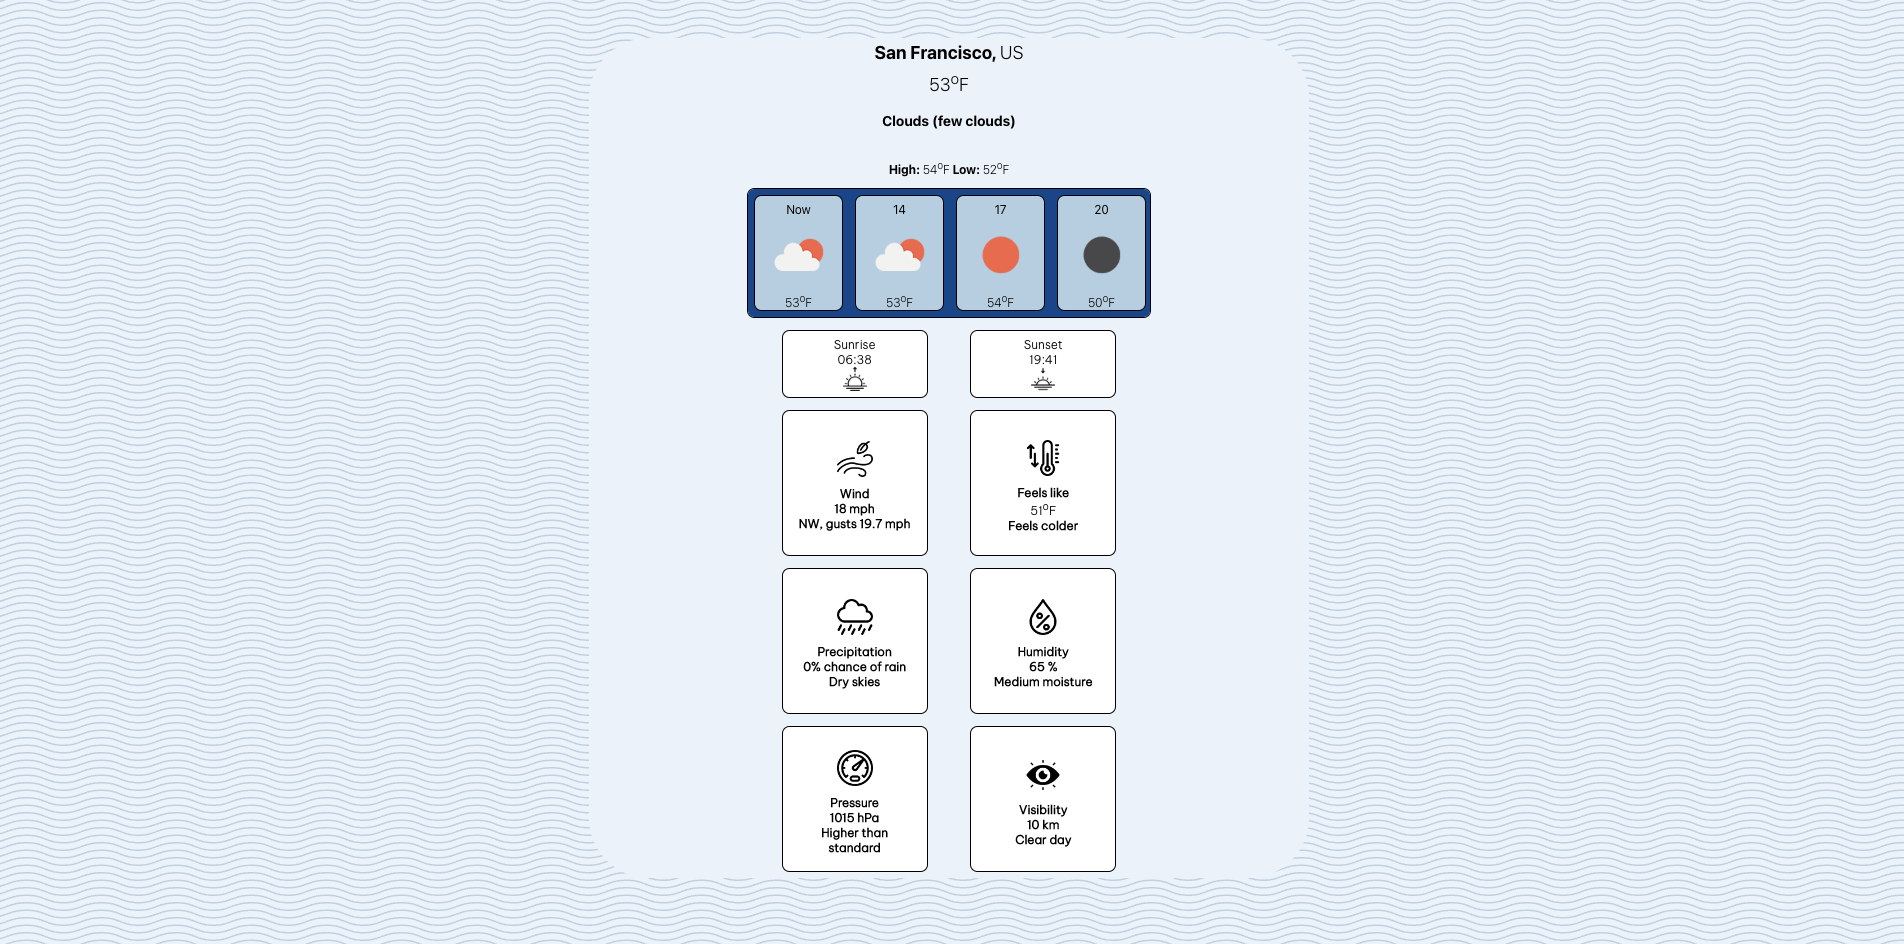 San Francisco, US
53°F
Clouds (few clouds)
High: 54°F Low: 52°F
Now
14
17
20
53°F
53°F
54°F
50°F
Sunrise
06:38
Sunset
19:41
Wind
18 mph
NW, gusts 19.7 mph
Feels like
51°F
Feels colder
Precipitation
0% chance of rain
Dry skies
Humidity
65 %
Medium moisture
Pressure
1015 hPa
Higher than
standard
Visibility
10 km
Clear day